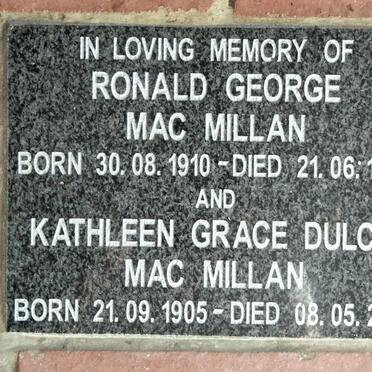 IN LOVING MEMORY OF
RONALD GEORGE
MAC MILLAN
BORN 30.08.1910 - DIED 21.06.
AND
KATHLEEN GRACE
MAC MILLAN
BORN 21.09.1905 - DIED 08.05.